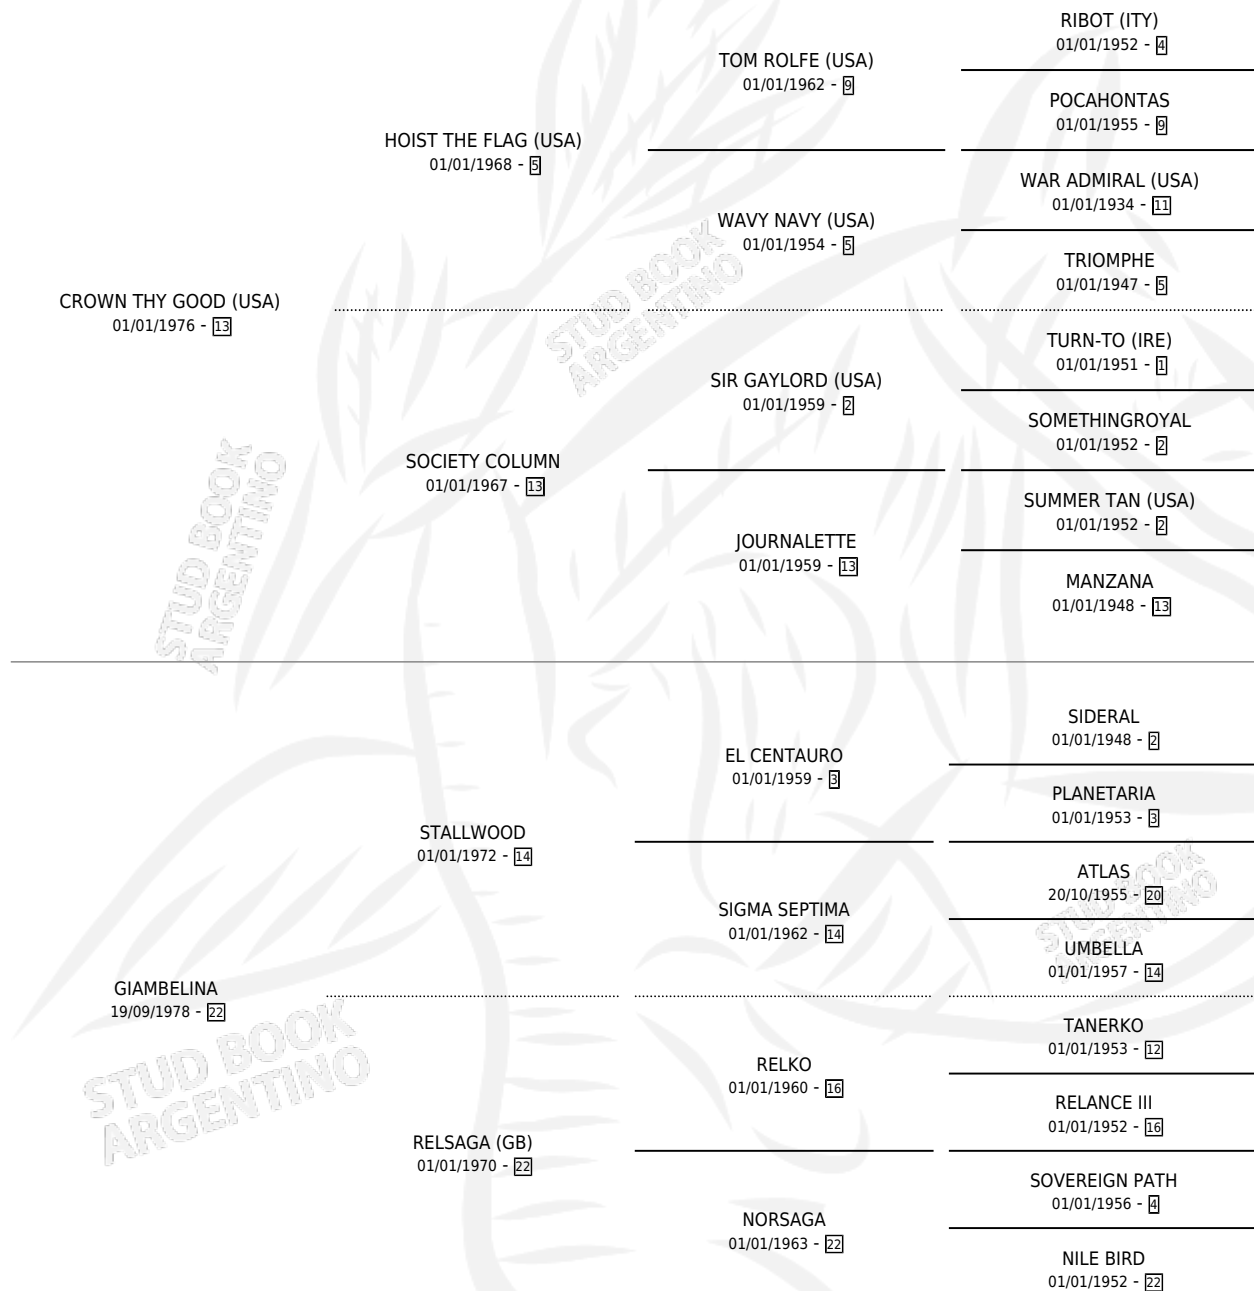 RIBOT (ITY)
01/01/1952 - 4
TOM ROLFE (USA)
01/01/1962 - 9
POCAHONTAS
01/01/1955 - 9
HOIST THE FLAG (USA)
01/01/1968 - 5
WAR ADMIRAL (USA)
01/01/1934 - 11
WAVY NAVY (USA)
01/01/1954 - 5
TRIOMPHE
01/01/1947 - 5
CROWN THY GOOD (USA)
01/01/1976 - 13
TURN-TO (IRE)
01/01/1951 - 1
SIR GAYLORD (USA)
01/01/1959 - 2
SOMETHINGROYAL
01/01/1952 - 2
SOCIETY COLUMN
01/01/1967 - 13
SUMMER TAN (USA)
01/01/1952 - 2
JOURNALETTE
01/01/1959 - 13
MANZANA
01/01/1948 - 13
STUD BOOK
ARGENTINO
STUD BOOK
ARGENTINO
SIDERAL
01/01/1948 - 2
EL CENTAURO
01/01/1959 - 3
PLANETARIA
01/01/1953 - 3
STALLWOOD
01/01/1972 - 14
ATLAS
20/10/1955 - 20
SIGMA SEPTIMA
01/01/1962 - 14
UMBELLA
01/01/1957 - 14
STUD BOOK
ARGENTINO
GIAMBELINA
19/09/1978 - 22
TANERKO
01/01/1953 - 12
RELKO
01/01/1960 - 16
RELANCE III
01/01/1952 - 16
STUD BOOK
ARGENTINO
RELSAGA (GB)
01/01/1970 - 22
SOVEREIGN PATH
01/01/1956 - 4
NORSAGA
01/01/1963 - 22
NILE BIRD
01/01/1952 - 22